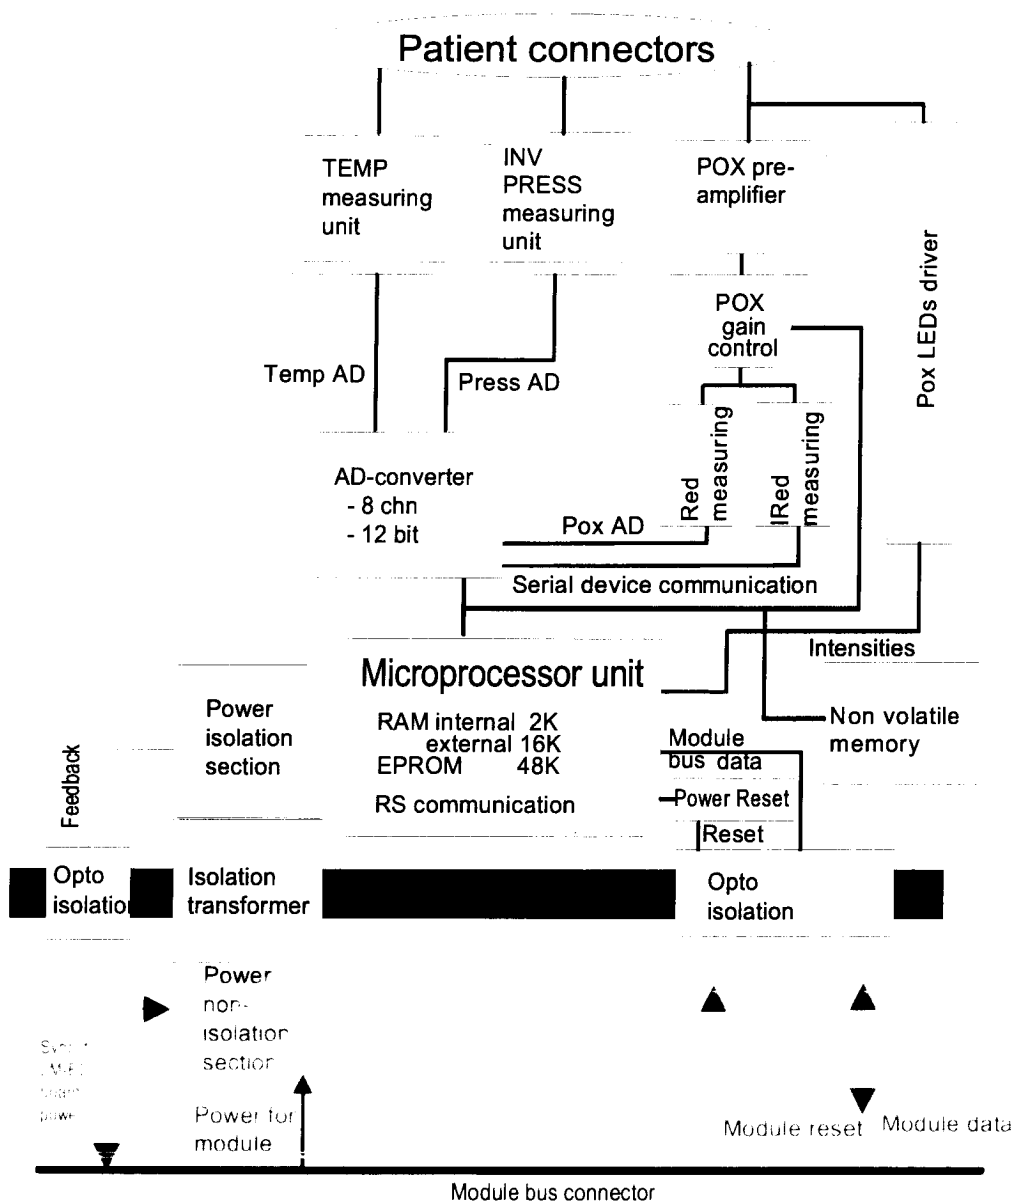 Patient connectors
TEMP
measuring
unit
INV
PRESS
measuring
unit
POX pre-
amplifier
Pox LEDs driver
POX
gain
control
Temp AD
Press AD
Red
measuring
IRed
measuring
AD-converter
- 8 chn
- 12 bit
Pox AD
Serial device communication
Intensities
Microprocessor unit
RAM internal 2K
external 16K
EPROM 48K
RS communication
Power
isolation
section
Feedback
Module
bus data
Power Reset
Reset
Non volatile
memory
Opto
isolation
Isolation
transformer
Opto
isolation
Power
non-
isolation
section
power
Power for
module
Module reset
Module data
Module bus connector